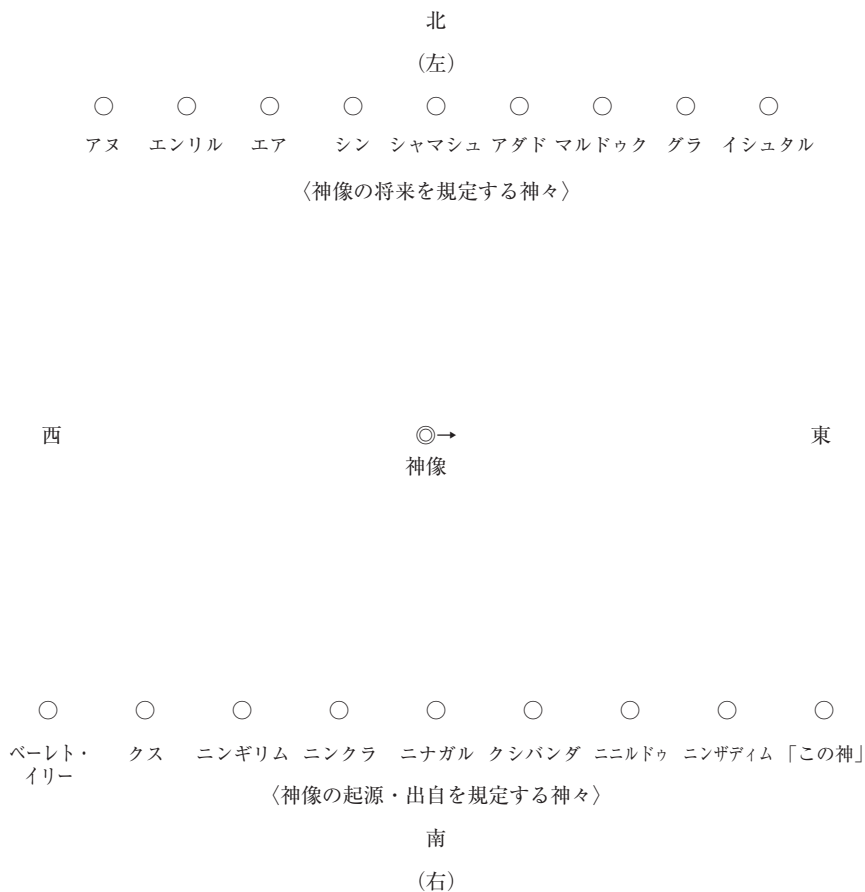 北
(左)
○ ○ ○ ○ ○ ○ ○ ○ ○
アヌ エンリル エア シン シャマシュ アダド マルドゥク グラ イシュタル
〈神像の将来を規定する神々〉
西 ◎→ 東
神像
○ ○ ○ ○ ○ ○ ○ ○ ○
ベーレト・ クス ニンギリム ニンクラ ニナガル クシバンダ ニニルドゥ ニンザディム 「この神」
イリー
〈神像の起源・出自を規定する神々〉
南
(右)